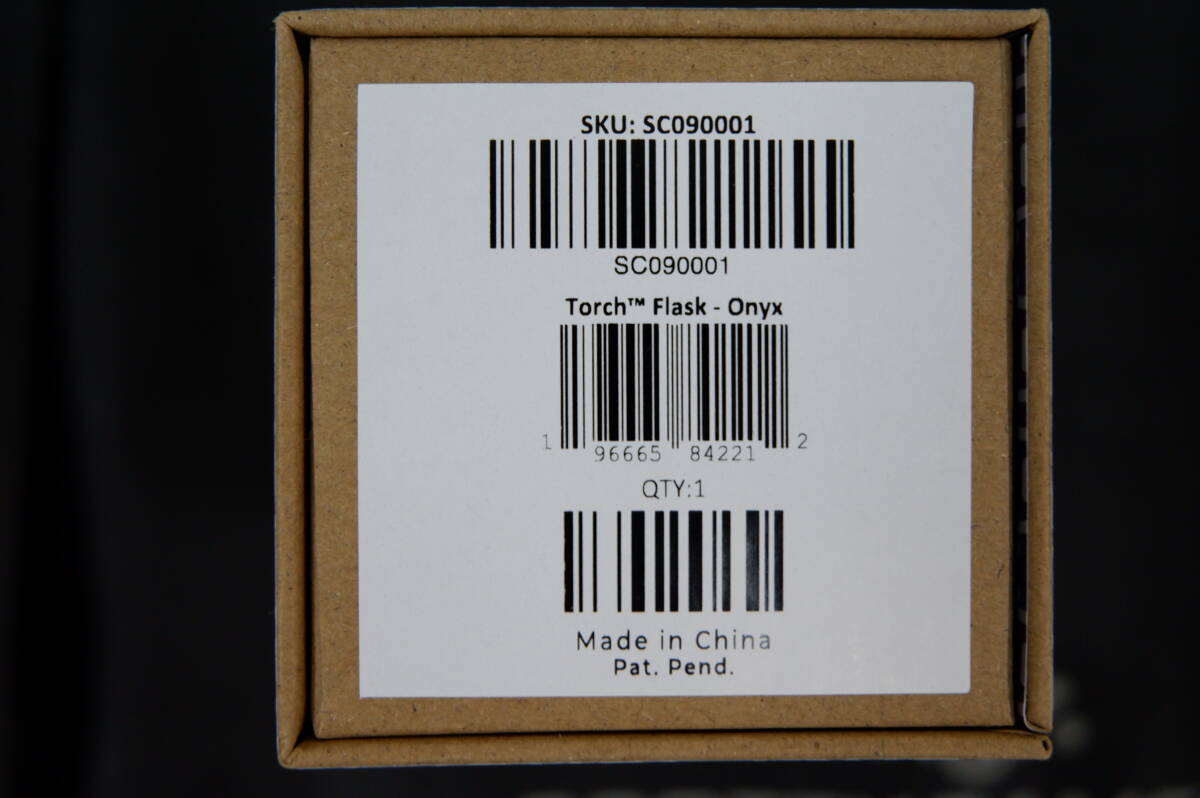 SKU: SC090001
SC090001
Torch™ Flask - Onyx
1 96665 84221 2
QTY:1
Made in China
Pat. Pend.